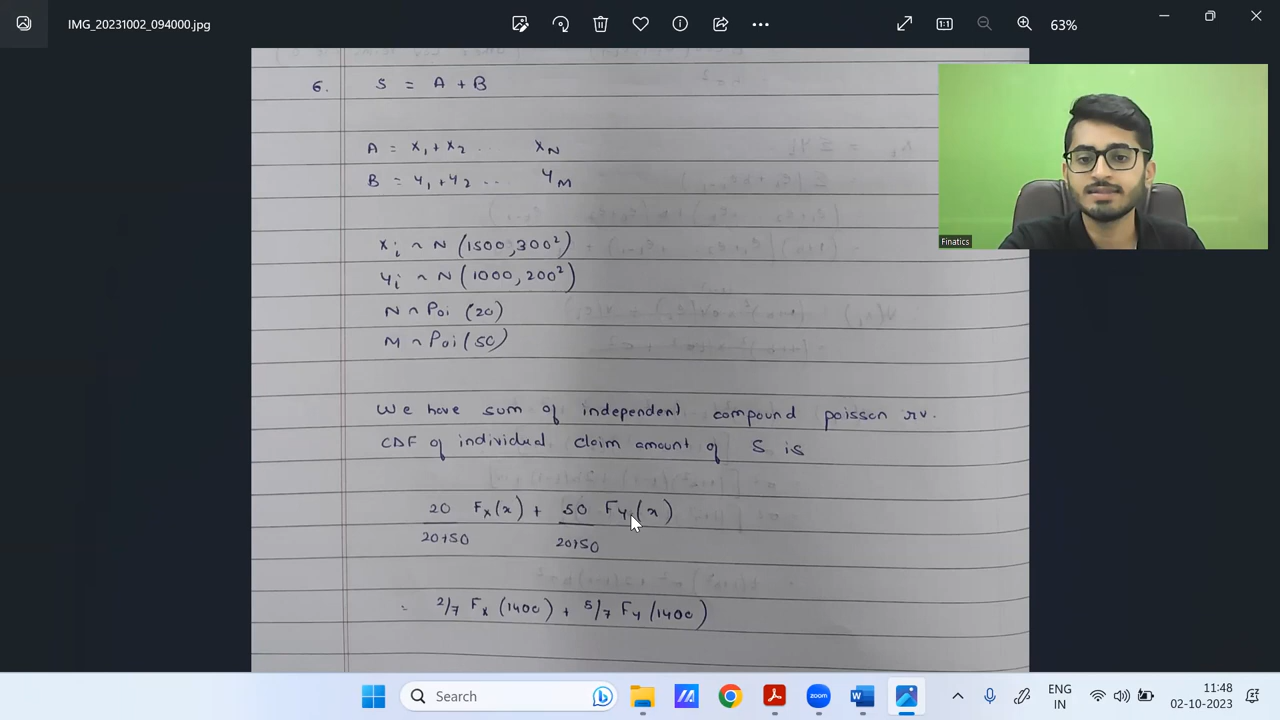 IMG_20231002_094000.jpg
63%
6. S = A + B
A = X₁ + X₂ ... X_N
B = Y₁ + Y₂ ... Y_M
Xᵢ ~ N (1500, 300²)
Yᵢ ~ N (1000, 200²)
N ~ Poi (20)
M ~ Poi (50)
We have sum of independent compound poisson rv.
CDF of individual claim amount of S is
20/20+50 F_X(x) + 50/20+50 F_Y(x)
= 2/7 F_X (1400) + 5/7 F_Y (1400)
Finatics
Search
ENG
IN
11:48
02-10-2023